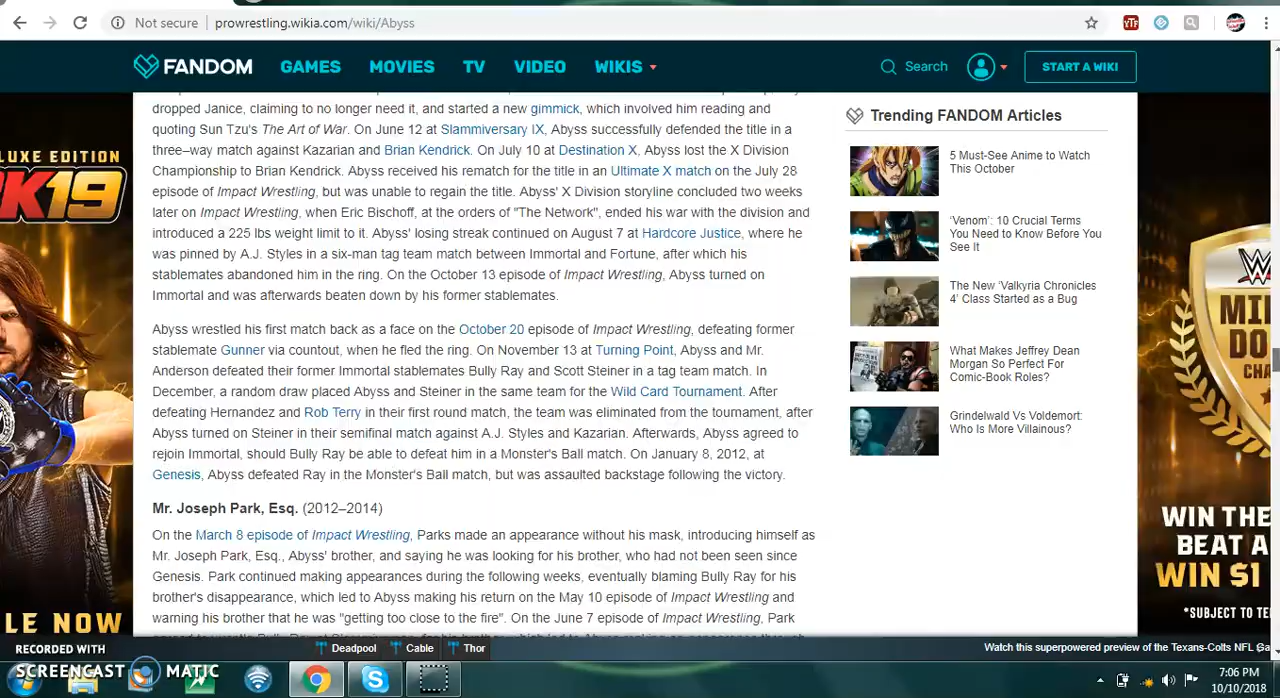 Not secure | prowrestling.wikia.com/wiki/Abyss
FANDOM GAMES MOVIES TV VIDEO WIKIS Search START A WIKI
dropped Janice, claiming to no longer need it, and started a new gimmick, which involved him reading and
quoting Sun Tzu's The Art of War. On June 12 at Slammiversary IX, Abyss successfully defended the title in a
three–way match against Kazarian and Brian Kendrick. On July 10 at Destination X, Abyss lost the X Division
Championship to Brian Kendrick. Abyss received his rematch for the title in an Ultimate X match on the July 28
episode of Impact Wrestling, but was unable to regain the title. Abyss' X Division storyline concluded two weeks
later on Impact Wrestling, when Eric Bischoff, at the orders of "The Network", ended his war with the division and
introduced a 225 lbs weight limit to it. Abyss' losing streak continued on August 7 at Hardcore Justice, where he
was pinned by A.J. Styles in a six-man tag team match between Immortal and Fortune, after which his
stablemates abandoned him in the ring. On the October 13 episode of Impact Wrestling, Abyss turned on
Immortal and was afterwards beaten down by his former stablemates.
Abyss wrestled his first match back as a face on the October 20 episode of Impact Wrestling, defeating former
stablemate Gunner via countout, when he fled the ring. On November 13 at Turning Point, Abyss and Mr.
Anderson defeated their former Immortal stablemates Bully Ray and Scott Steiner in a tag team match. In
December, a random draw placed Abyss and Steiner in the same team for the Wild Card Tournament. After
defeating Hernandez and Rob Terry in their first round match, the team was eliminated from the tournament, after
Abyss turned on Steiner in their semifinal match against A.J. Styles and Kazarian. Afterwards, Abyss agreed to
rejoin Immortal, should Bully Ray be able to defeat him in a Monster's Ball match. On January 8, 2012, at
Genesis, Abyss defeated Ray in the Monster's Ball match, but was assaulted backstage following the victory.
Mr. Joseph Park, Esq. (2012–2014)
On the March 8 episode of Impact Wrestling, Parks made an appearance without his mask, introducing himself as
Mr. Joseph Park, Esq., Abyss' brother, and saying he was looking for his brother, who had not been seen since
Genesis. Park continued making appearances during the following weeks, eventually blaming Bully Ray for his
brother's disappearance, which led to Abyss making his return on the May 10 episode of Impact Wrestling and
warning his brother that he was "getting too close to the fire". On the June 7 episode of Impact Wrestling, Park
Trending FANDOM Articles
5 Must-See Anime to Watch
This October
'Venom': 10 Crucial Terms
You Need to Know Before You
See It
The New 'Valkyria Chronicles
4' Class Started as a Bug
What Makes Jeffrey Dean
Morgan So Perfect For
Comic-Book Roles?
Grindelwald Vs Voldemort:
Who Is More Villainous?
LUXE EDITION
K19
LE NOW
WIN THE
BEAT A
WIN $1
*SUBJECT TO TE
Deadpool Cable Thor
Watch this superpowered preview of the Texans-Colts NFL Ga
RECORDED WITH
SCREENCAST MATIC
7:06 PM
10/10/2018